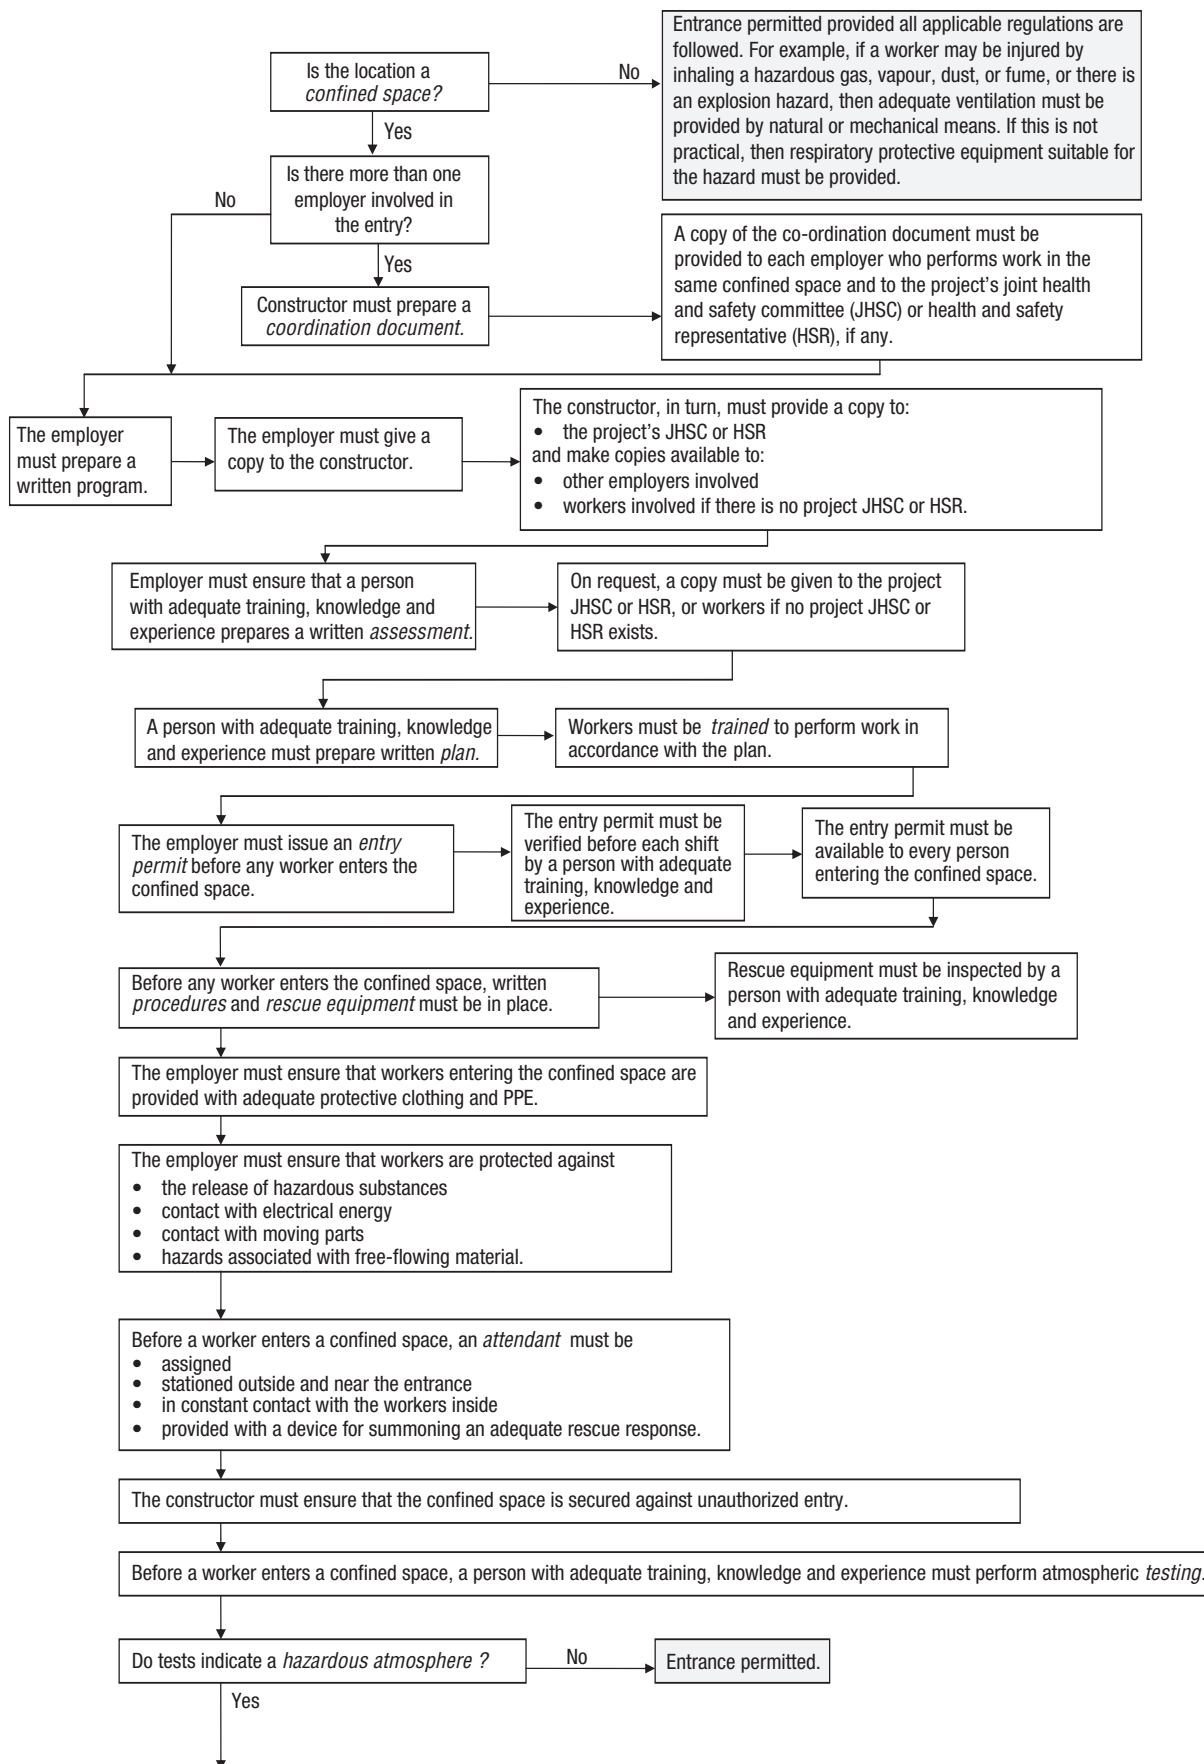 Is the location a
confined space?
No
Entrance permitted provided all applicable regulations are
followed. For example, if a worker may be injured by
inhaling a hazardous gas, vapour, dust, or fume, or there is
an explosion hazard, then adequate ventilation must be
provided by natural or mechanical means. If this is not
practical, then respiratory protective equipment suitable for
the hazard must be provided.
Yes
Is there more than one
employer involved in
the entry?
No
Yes
Constructor must prepare a
coordination document.
A copy of the co-ordination document must be
provided to each employer who performs work in the
same confined space and to the project's joint health
and safety committee (JHSC) or health and safety
representative (HSR), if any.
The employer
must prepare a
written program.
The employer must give a
copy to the constructor.
The constructor, in turn, must provide a copy to:
• the project's JHSC or HSR
and make copies available to:
• other employers involved
• workers involved if there is no project JHSC or HSR.
Employer must ensure that a person
with adequate training, knowledge and
experience prepares a written assessment.
On request, a copy must be given to the project
JHSC or HSR, or workers if no project JHSC or
HSR exists.
A person with adequate training, knowledge
and experience must prepare written plan.
Workers must be trained to perform work in
accordance with the plan.
The employer must issue an entry
permit before any worker enters the
confined space.
The entry permit must be
verified before each shift
by a person with adequate
training, knowledge and
experience.
The entry permit must be
available to every person
entering the confined space.
Before any worker enters the confined space, written
procedures and rescue equipment must be in place.
Rescue equipment must be inspected by a
person with adequate training, knowledge
and experience.
The employer must ensure that workers entering the confined space are
provided with adequate protective clothing and PPE.
The employer must ensure that workers are protected against
• the release of hazardous substances
• contact with electrical energy
• contact with moving parts
• hazards associated with free-flowing material.
Before a worker enters a confined space, an attendant must be
• assigned
• stationed outside and near the entrance
• in constant contact with the workers inside
• provided with a device for summoning an adequate rescue response.
The constructor must ensure that the confined space is secured against unauthorized entry.
Before a worker enters a confined space, a person with adequate training, knowledge and experience must perform atmospheric testing.
Do tests indicate a hazardous atmosphere ?
No
Entrance permitted.
Yes